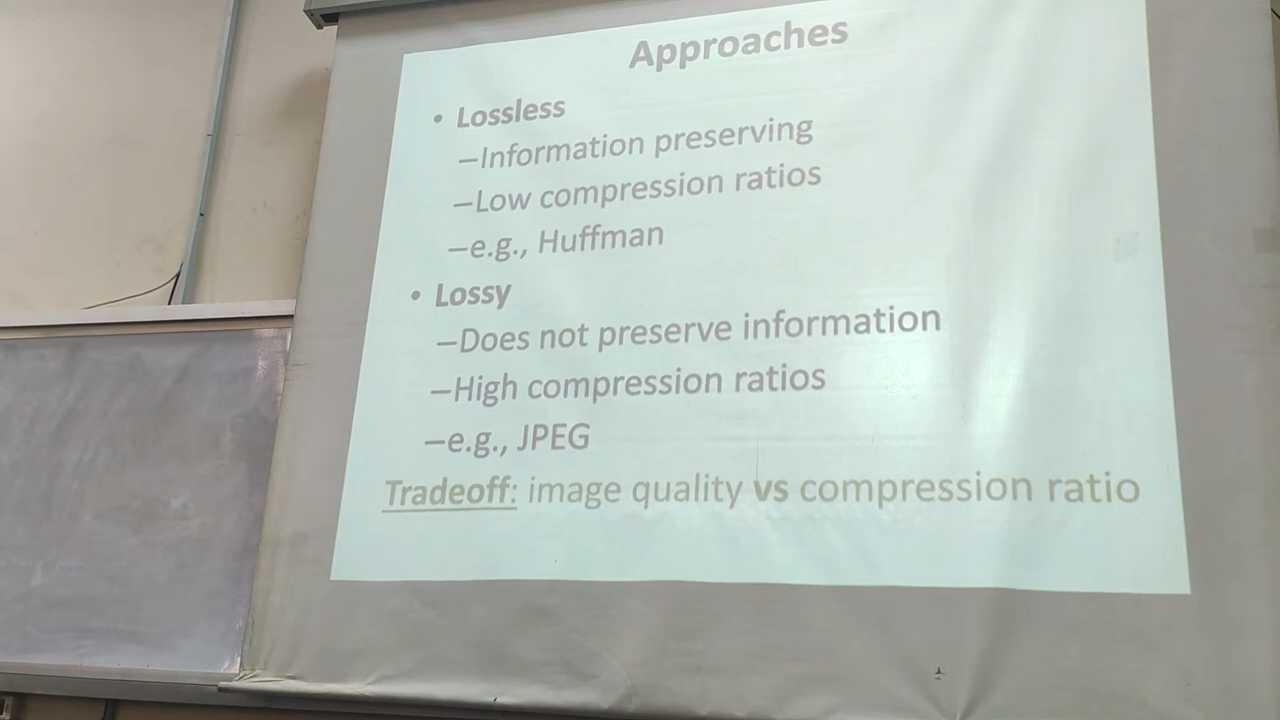 Approaches
• Lossless
–Information preserving
–Low compression ratios
–e.g., Huffman
• Lossy
–Does not preserve information
–High compression ratios
–e.g., JPEG
Tradeoff: image quality vs compression ratio